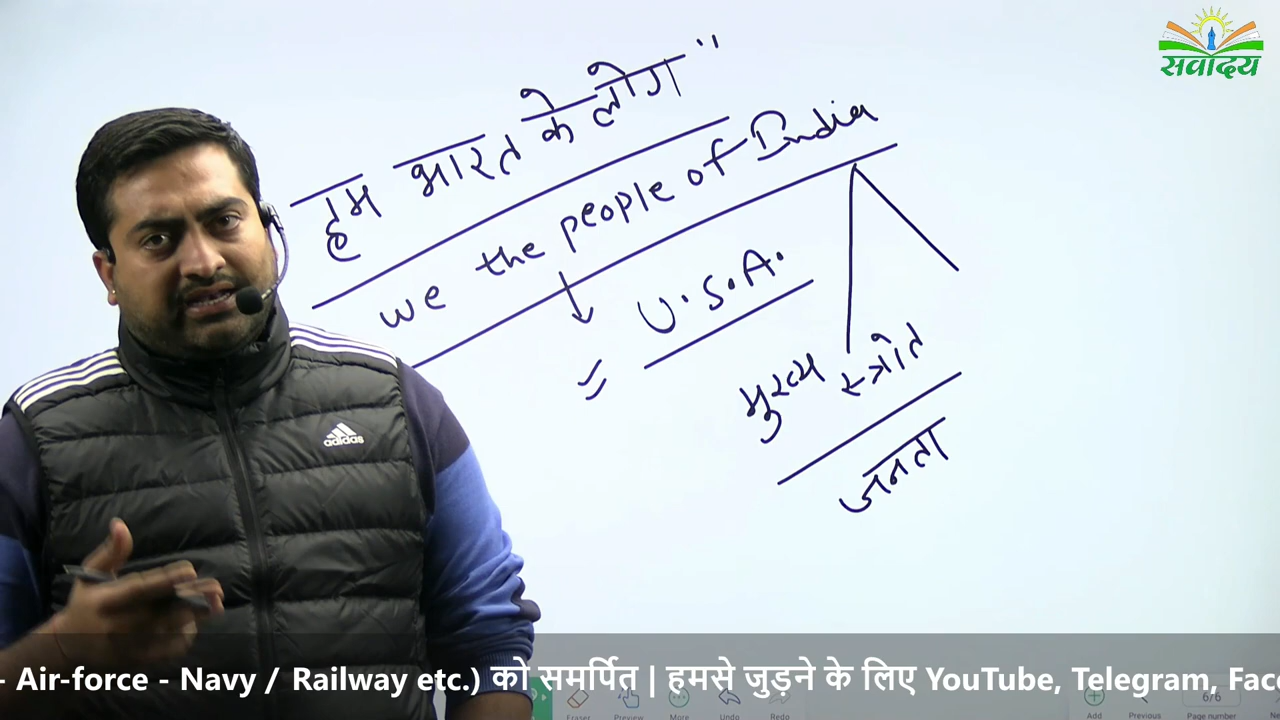 सर्वोदय
हम भारत के लोग"
we the people of India
U.S.A.
मुख्य स्त्रोत
जनता
adidas
- Air-force - Navy / Railway etc.) को समर्पित | हमसे जुड़ने के लिए YouTube, Telegram, Face
Eraser Preview More Undo Redo Add Previous Page number
6/6